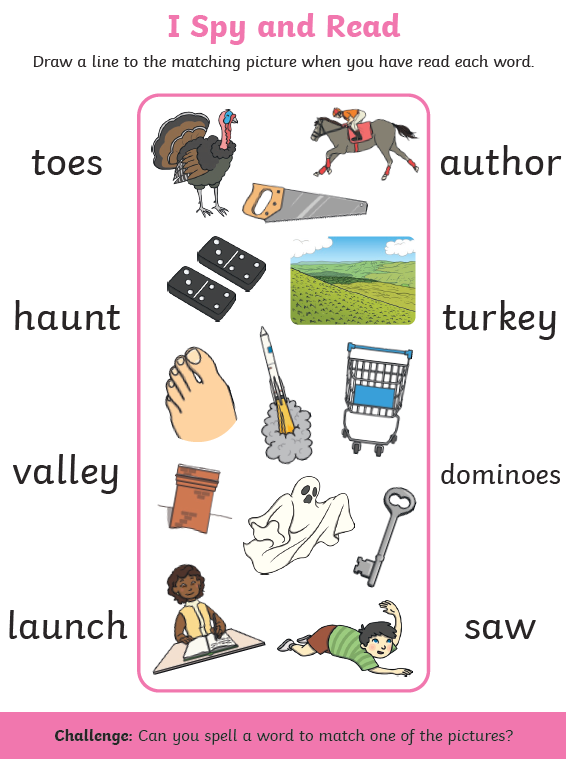 I Spy and Read
Draw a line to the matching picture when you have read each word.
toes
author
haunt
turkey
valley
dominoes
launch
saw
Challenge: Can you spell a word to match one of the pictures?